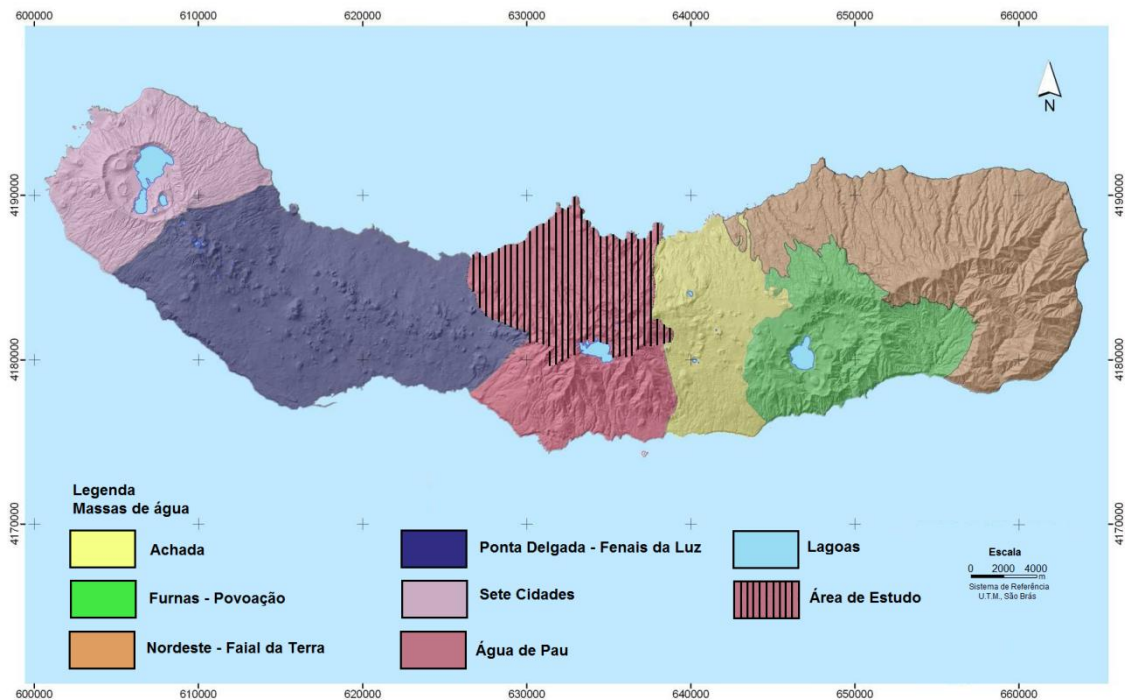 600000 610000 620000 630000 640000 650000 660000
N
4190000 4190000
4180000 4180000
4170000 4170000
Legenda
Massas de água
Achada
Furnas - Povoação
Nordeste - Faial da Terra
Ponta Delgada - Fenais da Luz
Sete Cidades
Água de Pau
Lagoas
Área de Estudo
Escala
0 2000 4000
m
Sistema de Referência
U.T.M., São Brás
600000 610000 620000 630000 640000 650000 660000